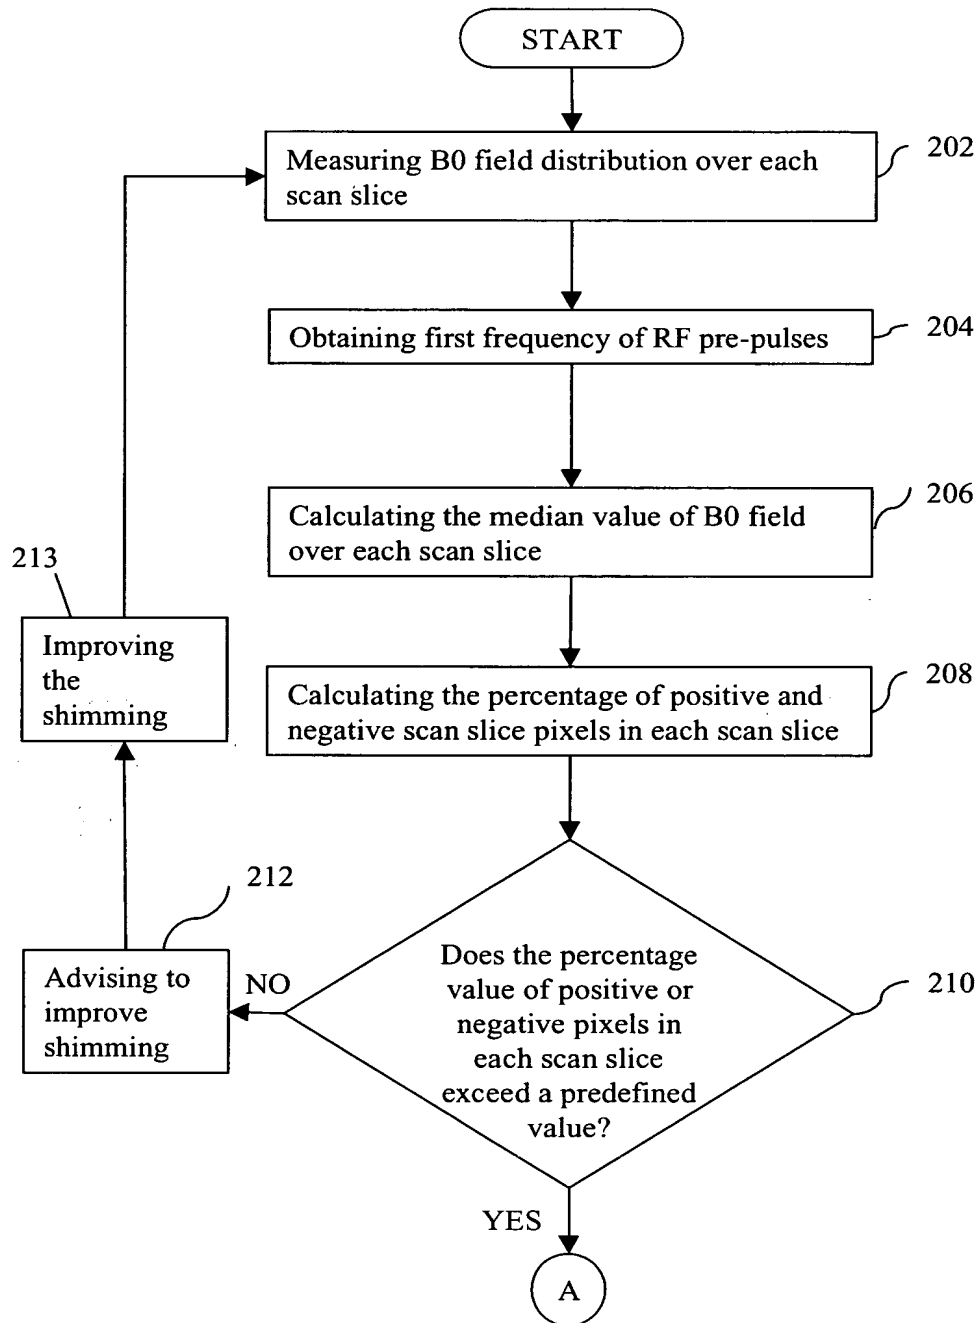 START
Measuring B0 field distribution over each
scan slice
202
Obtaining first frequency of RF pre-pulses
204
Calculating the median value of B0 field
over each scan slice
206
Calculating the percentage of positive and
negative scan slice pixels in each scan slice
208
Does the percentage
value of positive or
negative pixels in
each scan slice
exceed a predefined
value?
210
NO
Advising to
improve
shimming
212
Improving
the
shimming
213
YES
A